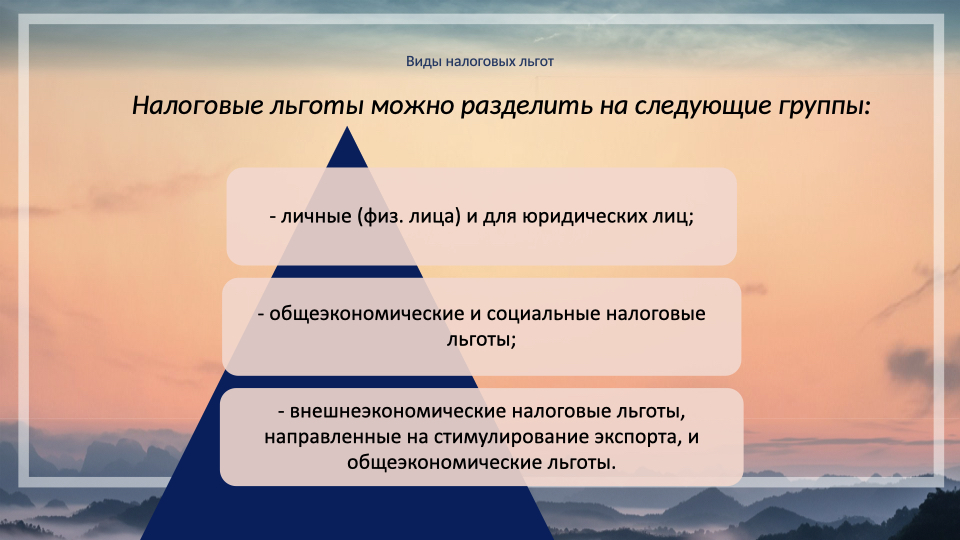 Виды налоговых льгот
Налоговые льготы можно разделить на следующие группы:
- личные (физ. лица) и для юридических лиц;
- общеэкономические и социальные налоговые
льготы;
- внешнеэкономические налоговые льготы,
направленные на стимулирование экспорта, и
общеэкономические льготы.